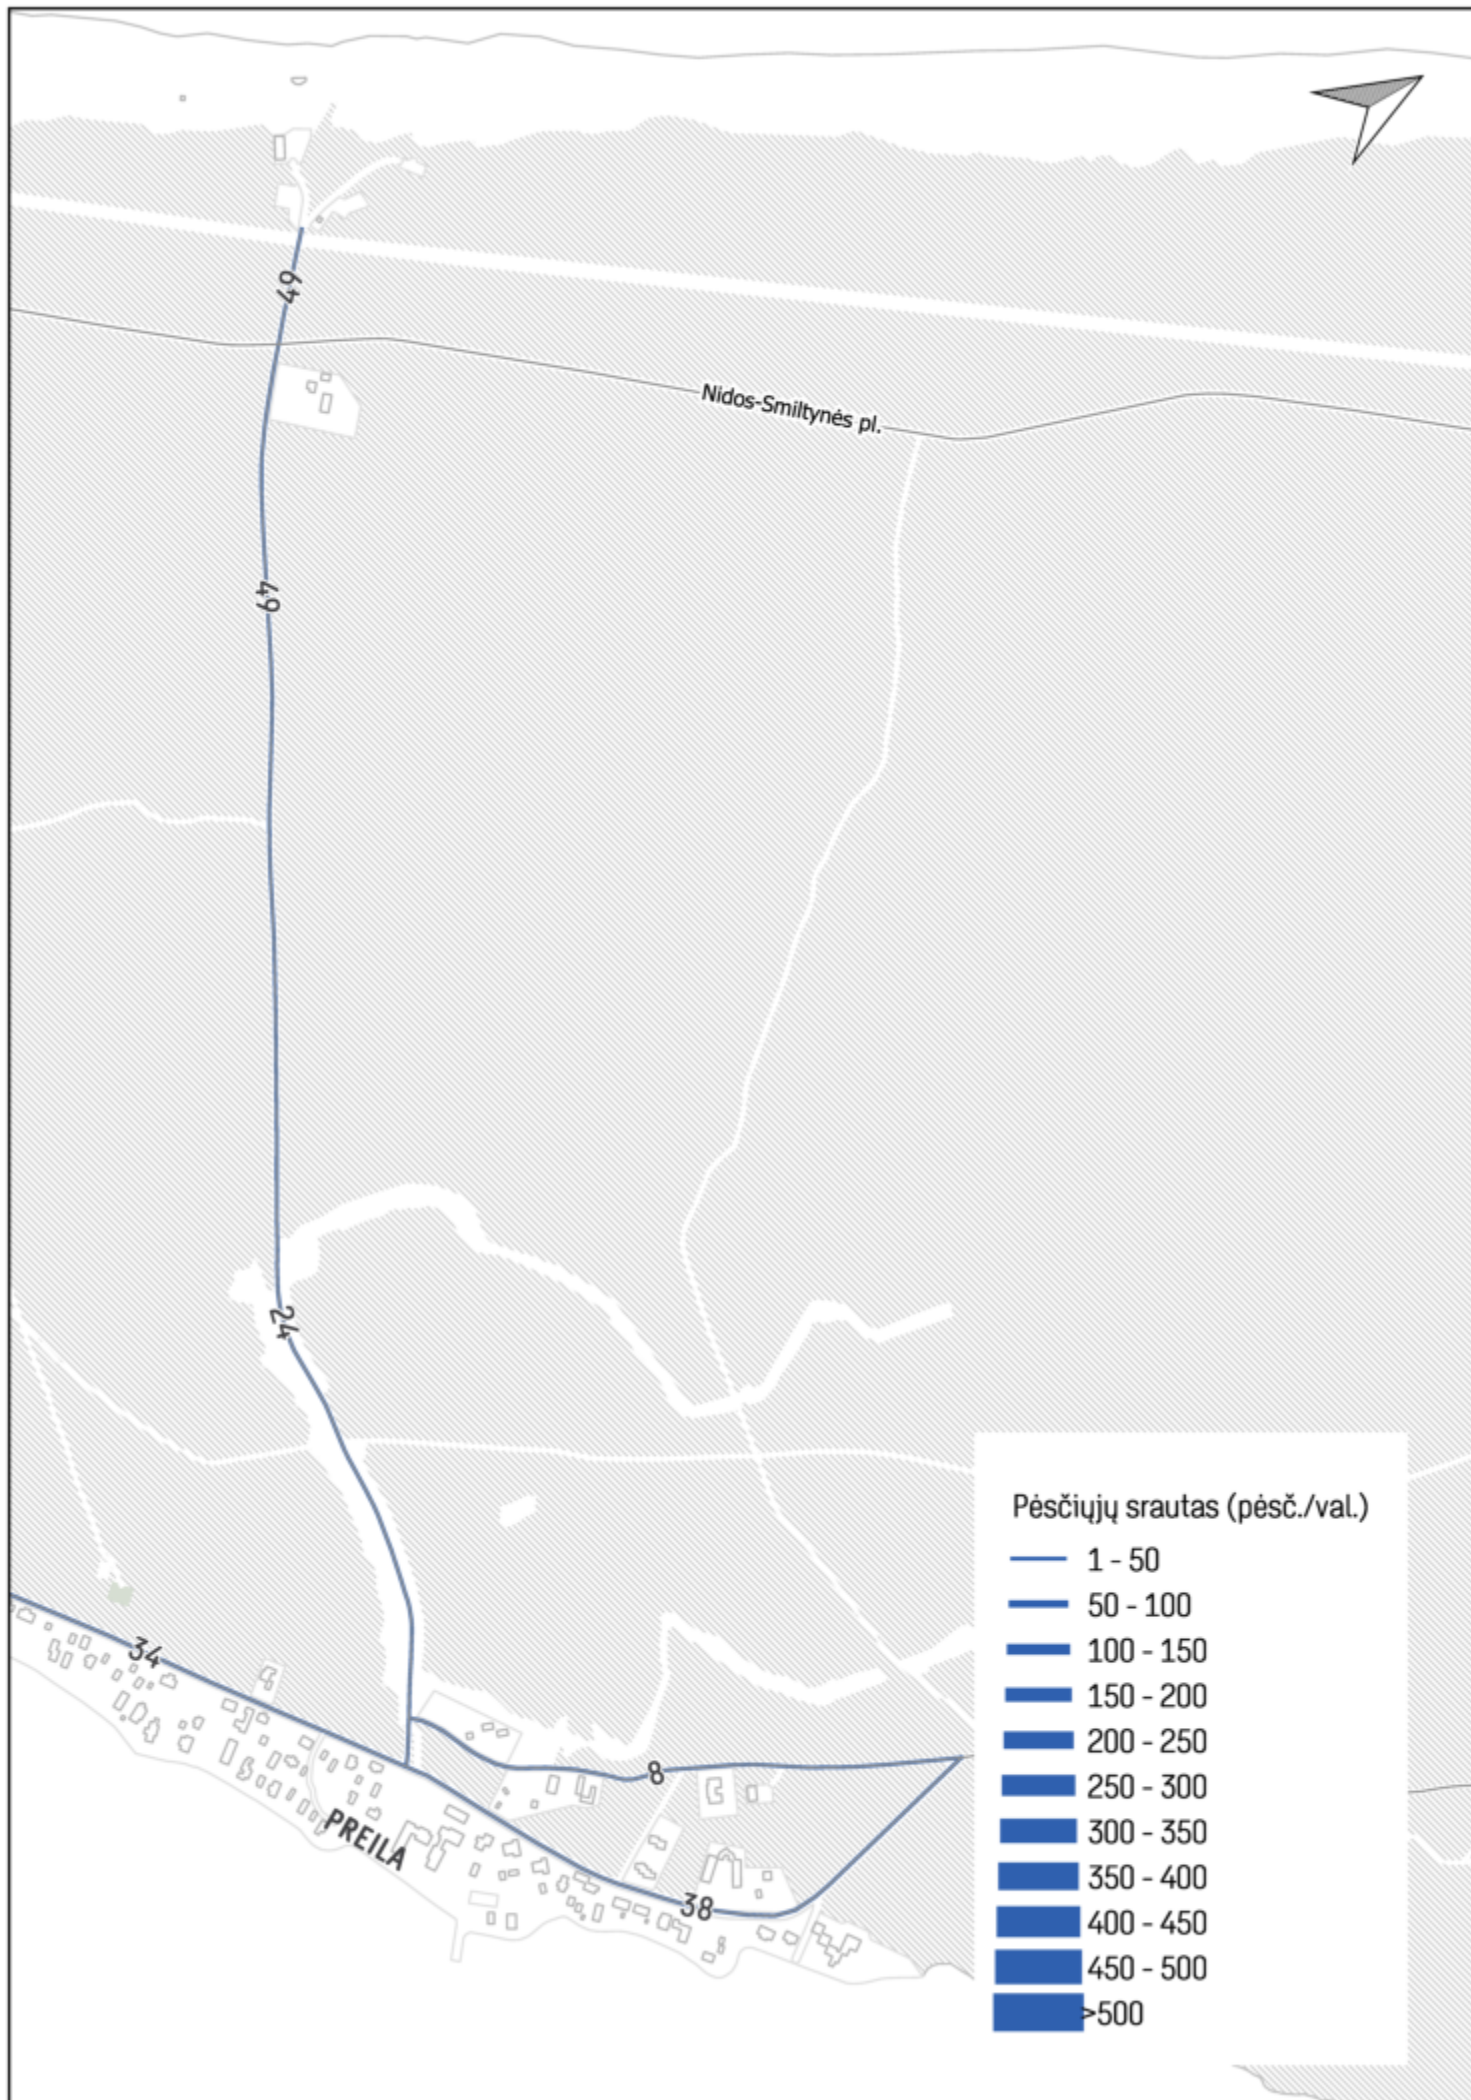 49
Nidos-Smiltynės pl.
49
24
34
8
PREILA
38
Pėsčiųjų srautas (pėsč./val.)
1 - 50
50 - 100
100 - 150
150 - 200
200 - 250
250 - 300
300 - 350
350 - 400
400 - 450
450 - 500
>500